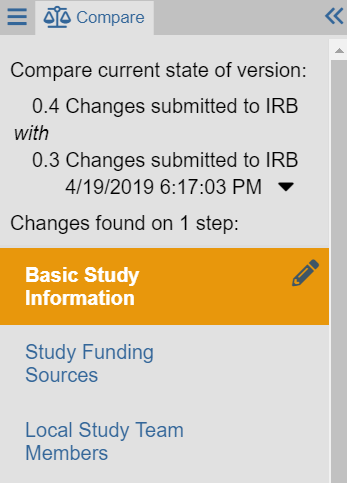 Compare
Compare current state of version:
0.4 Changes submitted to IRB
with
0.3 Changes submitted to IRB
4/19/2019 6:17:03 PM
Changes found on 1 step:
Basic Study
Information
Study Funding
Sources
Local Study Team
Members